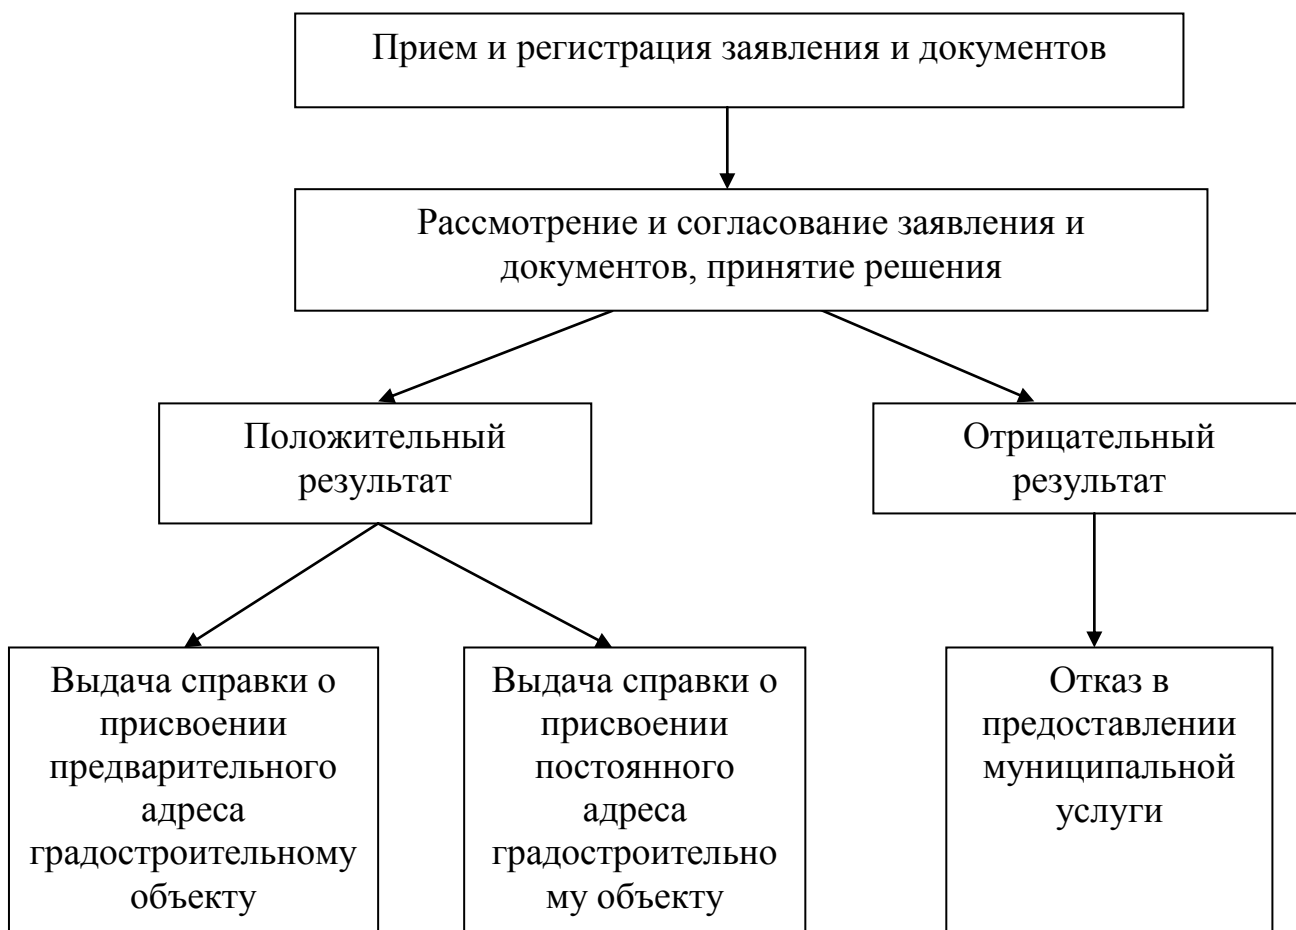 Прием и регистрация заявления и документов
Рассмотрение и согласование заявления и
документов, принятие решения
Положительный
результат
Отрицательный
результат
Выдача справки о
присвоении
предварительного
адреса
градостроительному
объекту
Выдача справки о
присвоении
постоянного
адреса
градостроительно
му объекту
Отказ в
предоставлении
муниципальной
услуги